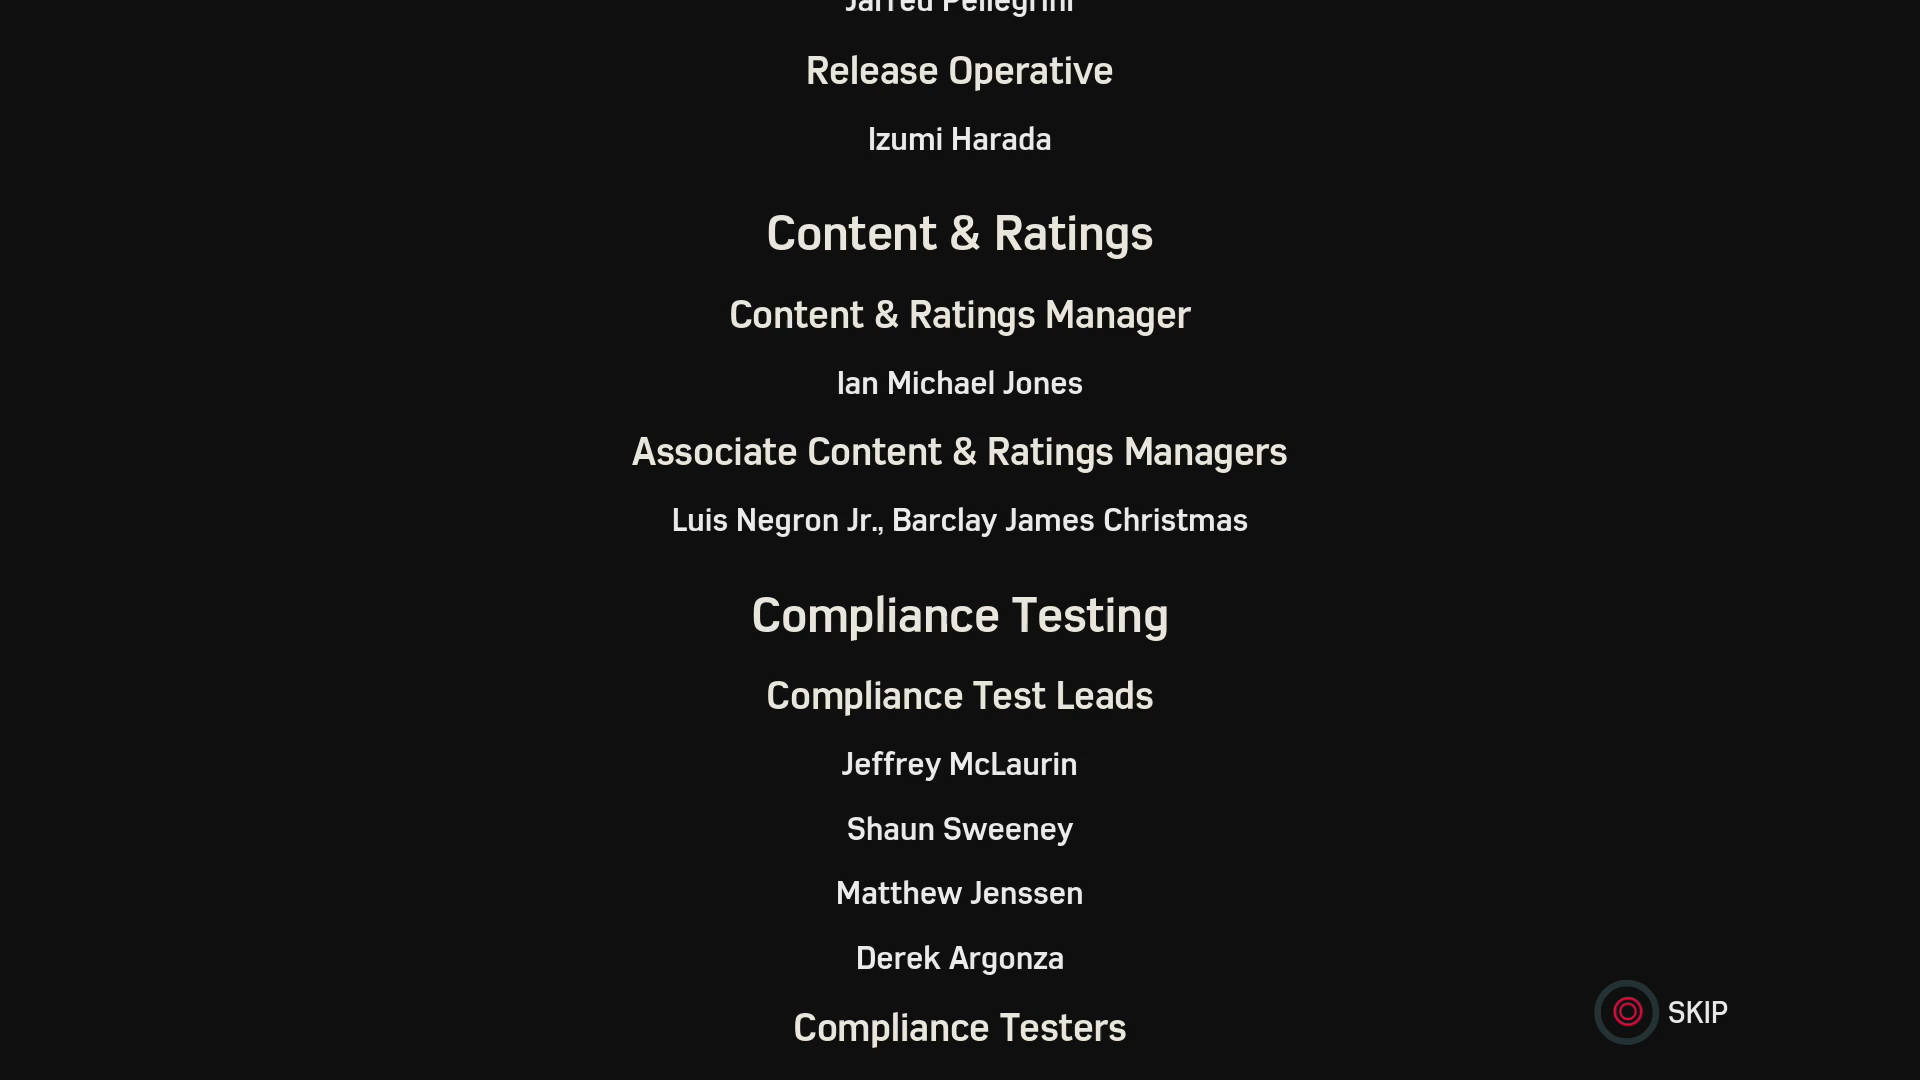 Jarred Pellegrini
Release Operative
Izumi Harada
Content & Ratings
Content & Ratings Manager
Ian Michael Jones
Associate Content & Ratings Managers
Luis Negron Jr., Barclay James Christmas
Compliance Testing
Compliance Test Leads
Jeffrey McLaurin
Shaun Sweeney
Matthew Jenssen
Derek Argonza
Compliance Testers
SKIP